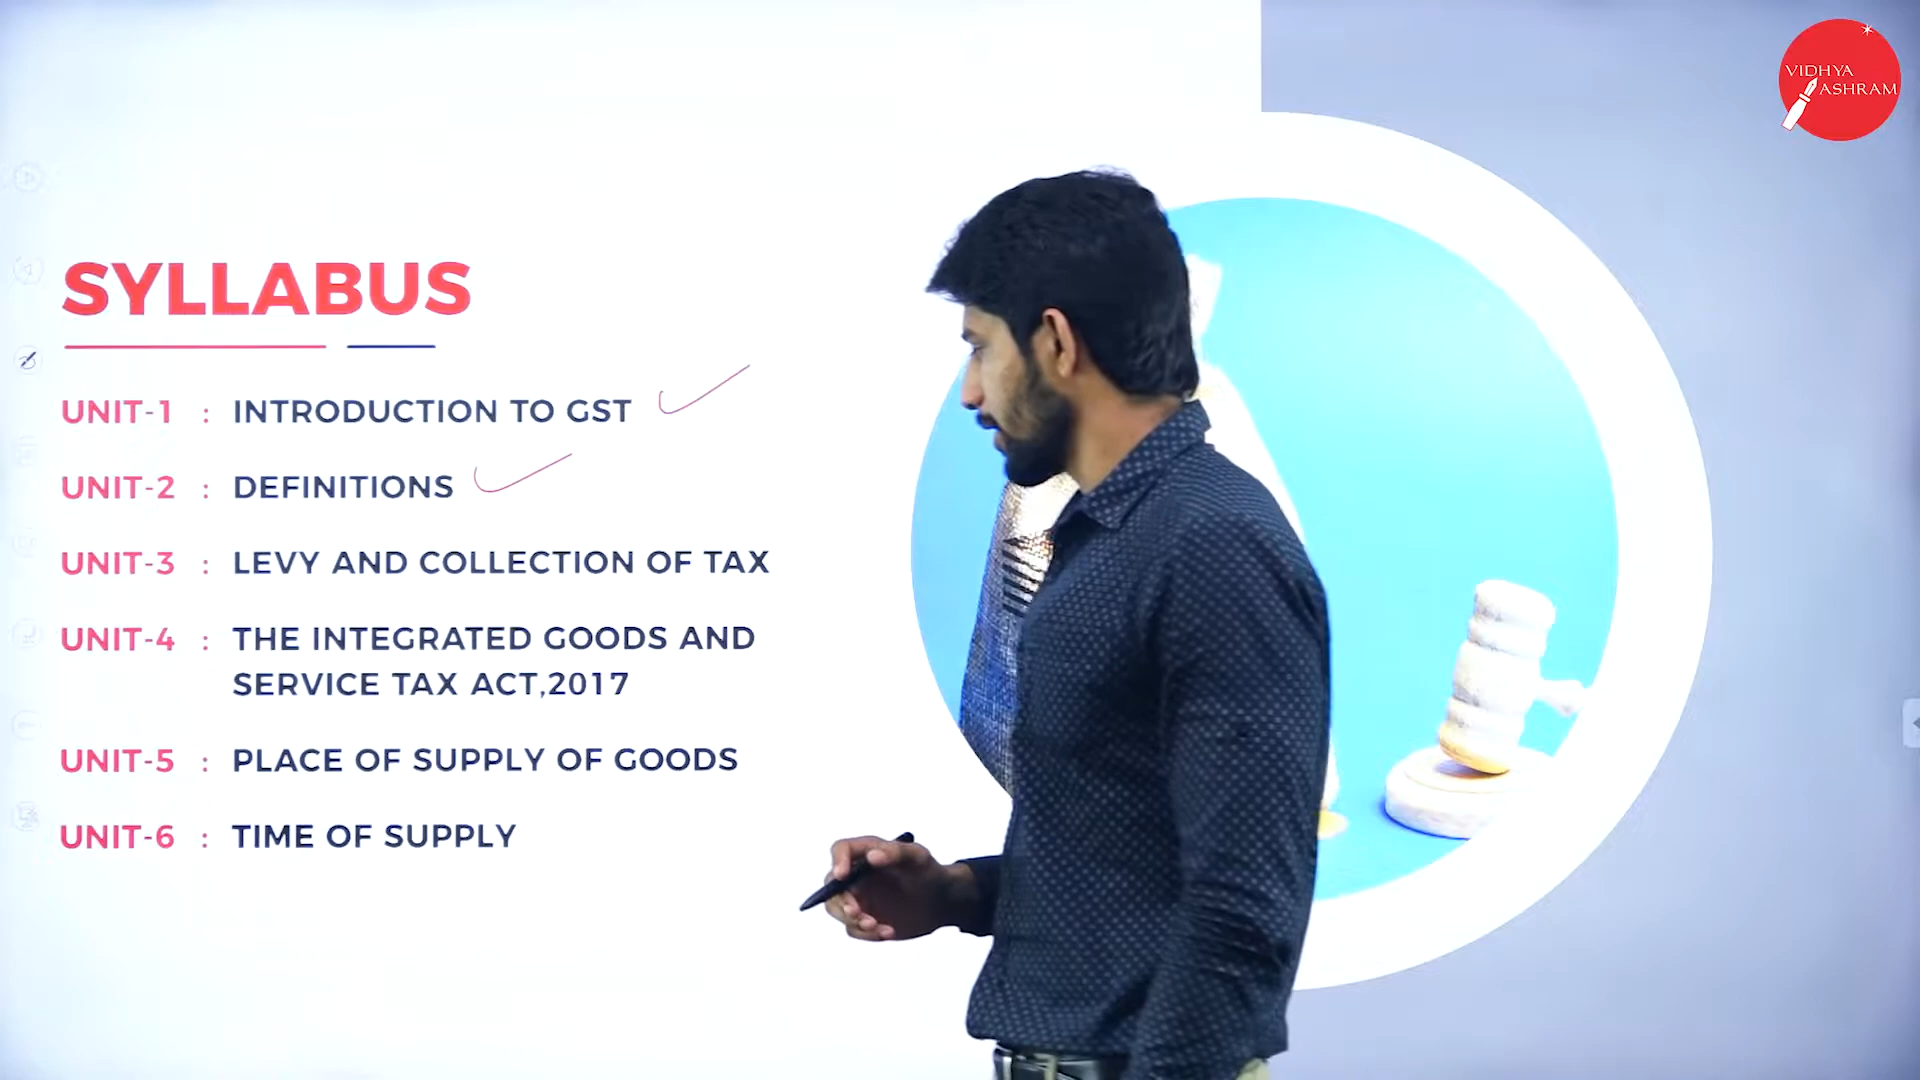 VIDHYA
ASHRAM
SYLLABUS
UNIT-1 : INTRODUCTION TO GST
UNIT-2 : DEFINITIONS
UNIT-3 : LEVY AND COLLECTION OF TAX
UNIT-4 : THE INTEGRATED GOODS AND
SERVICE TAX ACT,2017
UNIT-5 : PLACE OF SUPPLY OF GOODS
UNIT-6 : TIME OF SUPPLY